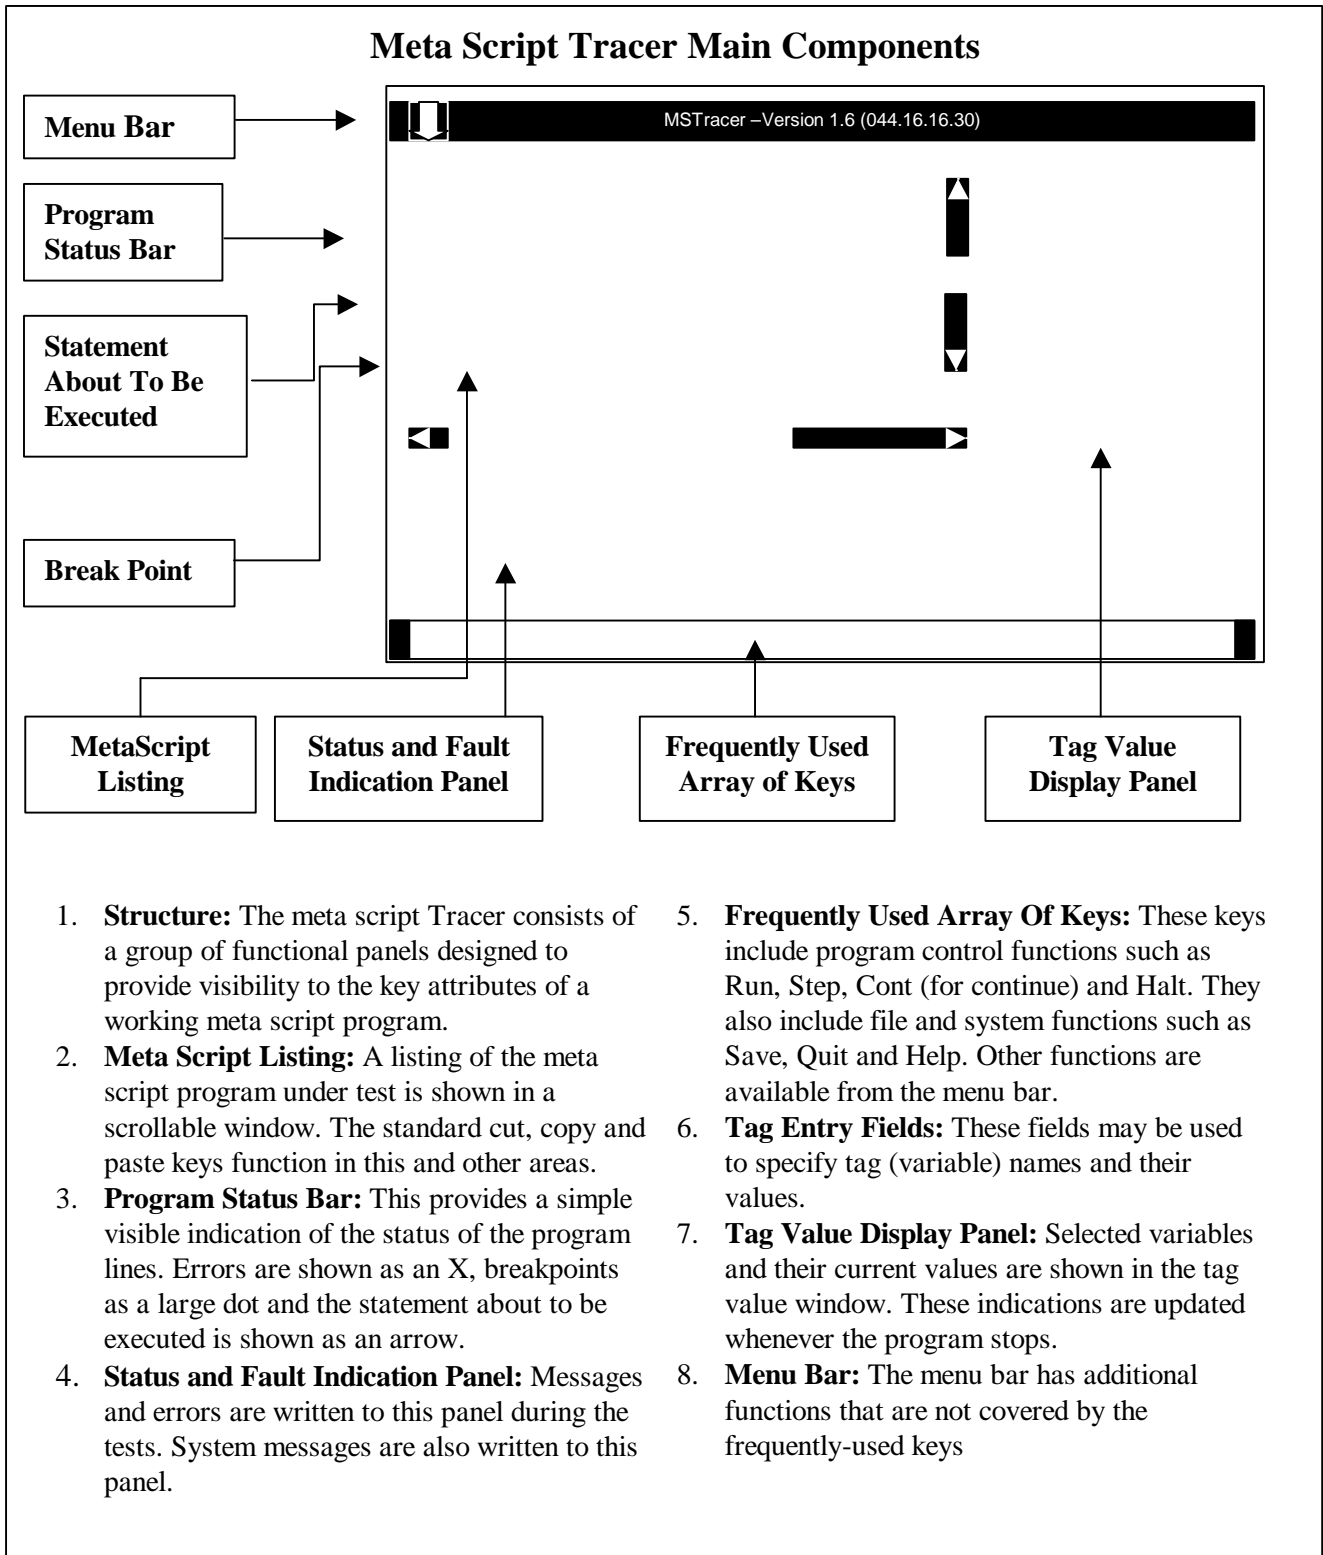 Meta Script Tracer Main Components
Menu Bar
MSTracer –Version 1.6 (044.16.16.30)
Program
Status Bar
Statement
About To Be
Executed
Break Point
MetaScript
Listing
Status and Fault
Indication Panel
Frequently Used
Array of Keys
Tag Value
Display Panel
1. Structure: The meta script Tracer consists of
a group of functional panels designed to
provide visibility to the key attributes of a
working meta script program.
2. Meta Script Listing: A listing of the meta
script program under test is shown in a
scrollable window. The standard cut, copy and
paste keys function in this and other areas.
3. Program Status Bar: This provides a simple
visible indication of the status of the program
lines. Errors are shown as an X, breakpoints
as a large dot and the statement about to be
executed is shown as an arrow.
4. Status and Fault Indication Panel: Messages
and errors are written to this panel during the
tests. System messages are also written to this
panel.
5. Frequently Used Array Of Keys: These keys
include program control functions such as
Run, Step, Cont (for continue) and Halt. They
also include file and system functions such as
Save, Quit and Help. Other functions are
available from the menu bar.
6. Tag Entry Fields: These fields may be used
to specify tag (variable) names and their
values.
7. Tag Value Display Panel: Selected variables
and their current values are shown in the tag
value window. These indications are updated
whenever the program stops.
8. Menu Bar: The menu bar has additional
functions that are not covered by the
frequently-used keys